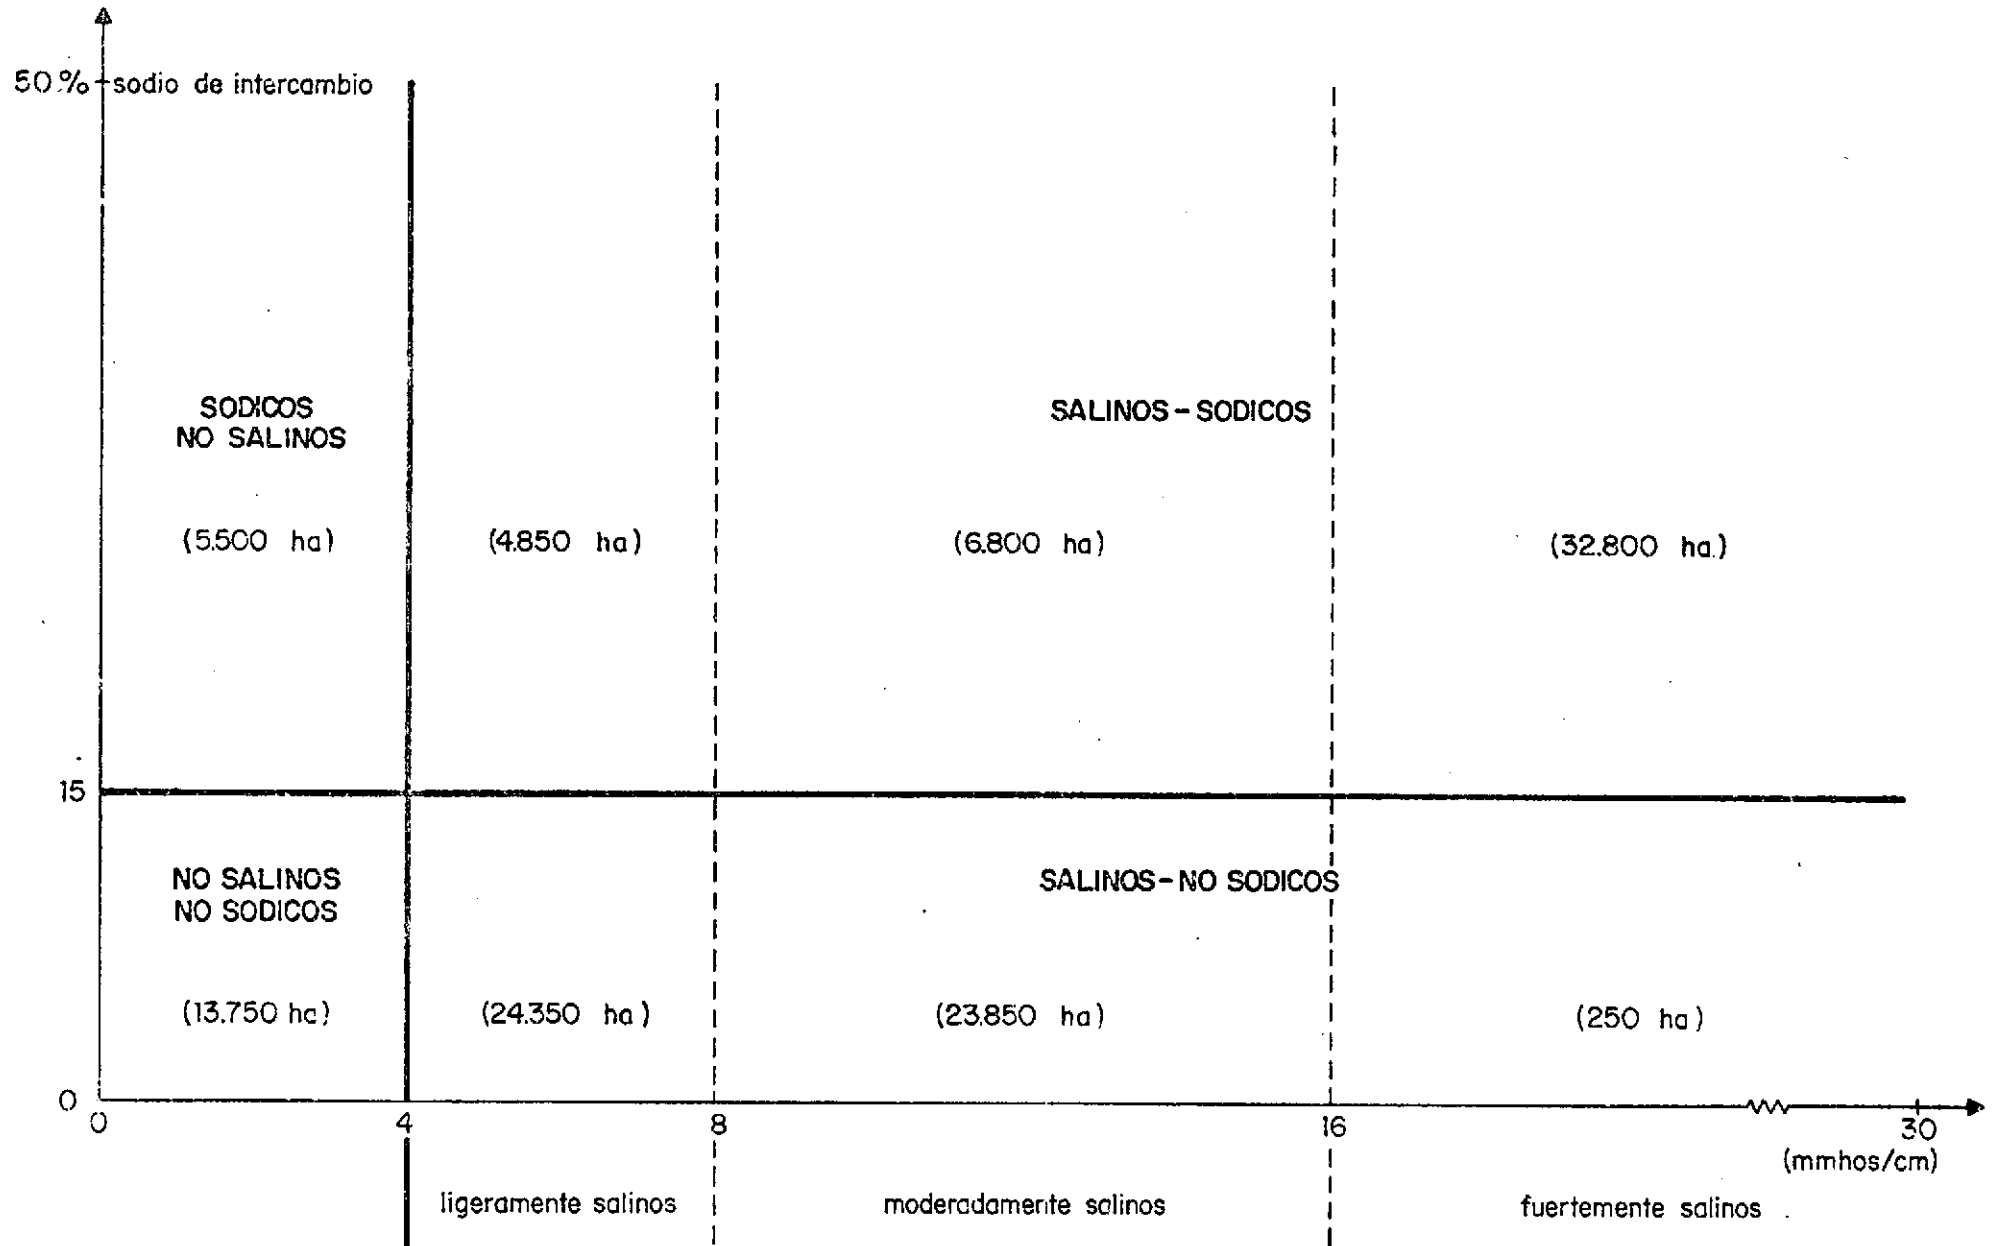 50% sodio de intercambio
SODICOS
NO SALINOS
SALINOS-SODICOS
(5.500 ha)
(4.850 ha)
(6.800 ha)
(32.800 ha.)
15
NO SALINOS
NO SODICOS
SALINOS-NO SODICOS
(13.750 ha)
(24.350 ha)
(23.850 ha)
(250 ha)
0
0
4
8
16
30
(mmhos/cm)
ligeramente salinos
moderadamente salinos
fuertemente salinos